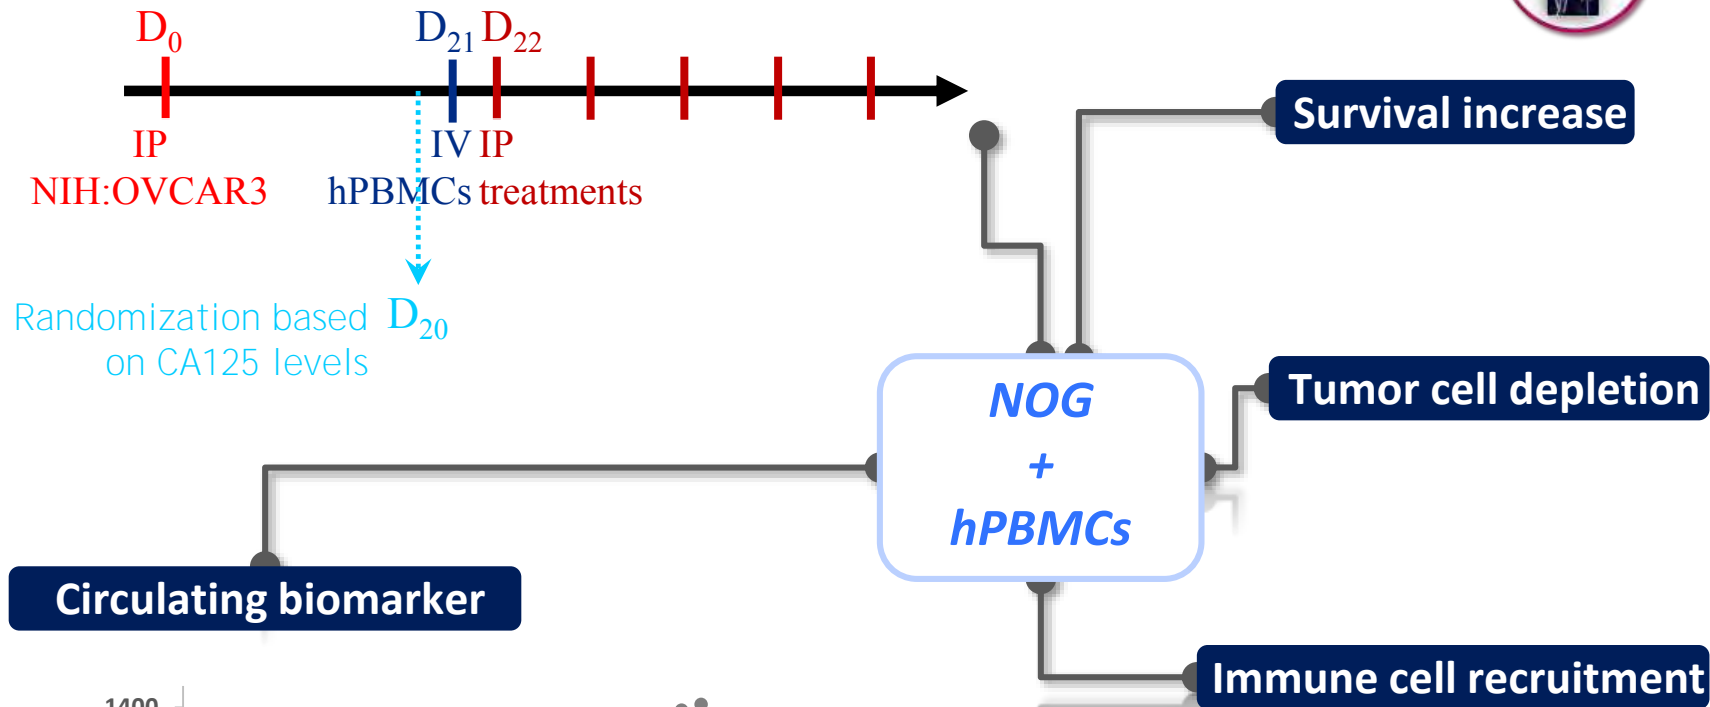 D0
D21 D22
IP
IV IP
NIH:OVCAR3
hPBMCs treatments
Randomization based
on CA125 levels
D20
Survival increase
NOG
+
hPBMCs
Tumor cell depletion
Circulating biomarker
Immune cell recruitment
1400